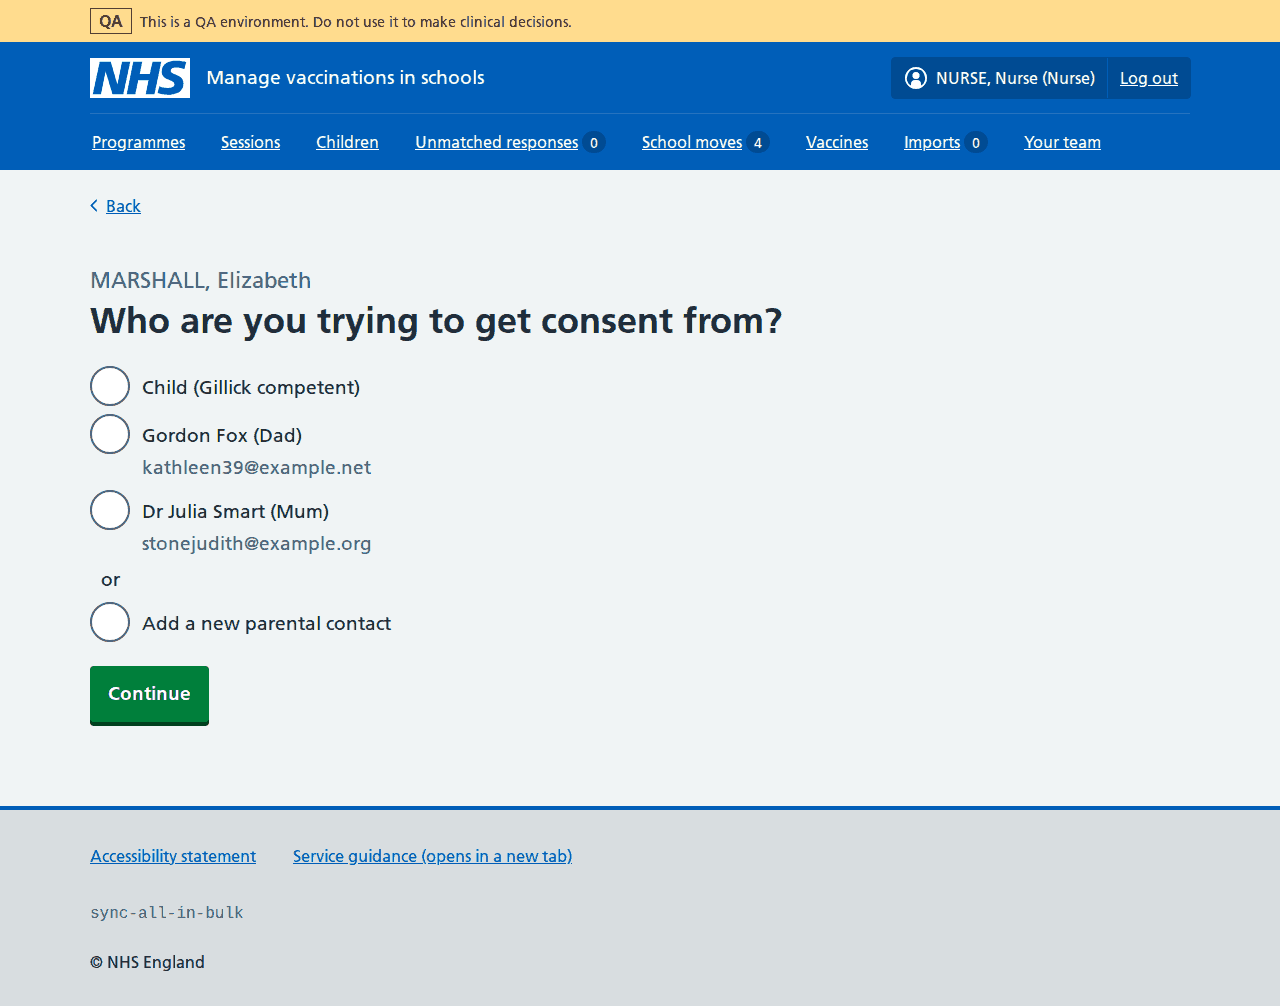 QA This is a QA environment. Do not use it to make clinical decisions.
NHS Manage vaccinations in schools NURSE, Nurse (Nurse) Log out
Programmes Sessions Children Unmatched responses 0 School moves 4 Vaccines Imports 0 Your team
Back
MARSHALL, Elizabeth
Who are you trying to get consent from?
Child (Gillick competent)
Gordon Fox (Dad)
kathleen39@example.net
Dr Julia Smart (Mum)
stonejudith@example.org
or
Add a new parental contact
Continue
Accessibility statement Service guidance (opens in a new tab)
sync-all-in-bulk
© NHS England